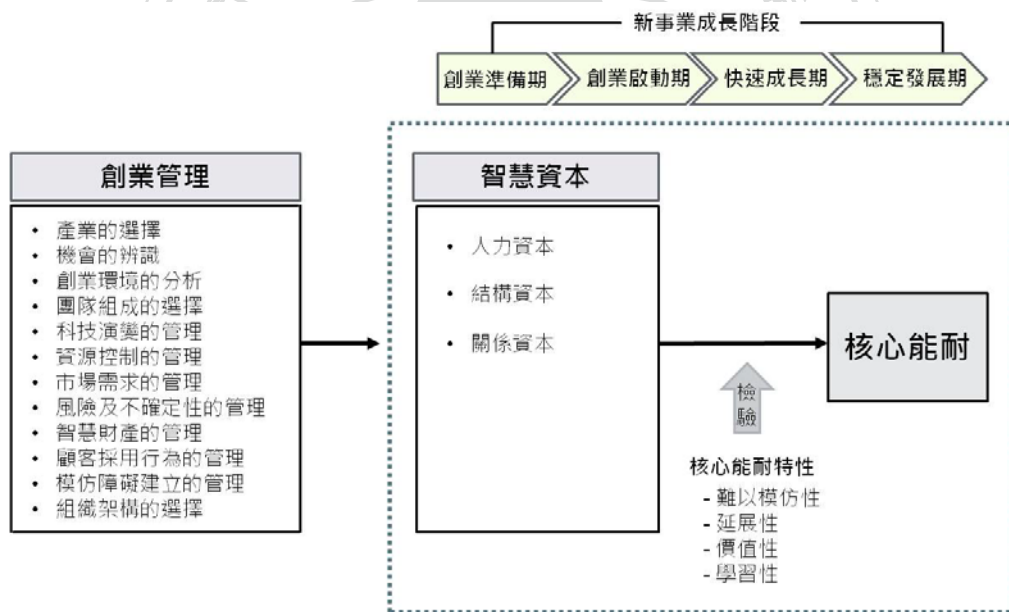 新事業成長階段
創業準備期 創業啟動期 快速成長期 穩定發展期
創業管理
• 產業的選擇
• 機會的辨識
• 創業環境的分析
• 團隊組成的選擇
• 科技演變的管理
• 資源控制的管理
• 市場需求的管理
• 風險及不確定性的管理
• 智慧財產的管理
• 顧客採用行為的管理
• 模仿障礙建立的管理
• 組織架構的選擇
智慧資本
• 人力資本
• 結構資本
• 關係資本
檢
驗
核心能耐特性
- 難以模仿性
- 延展性
- 價值性
- 學習性
核心能耐